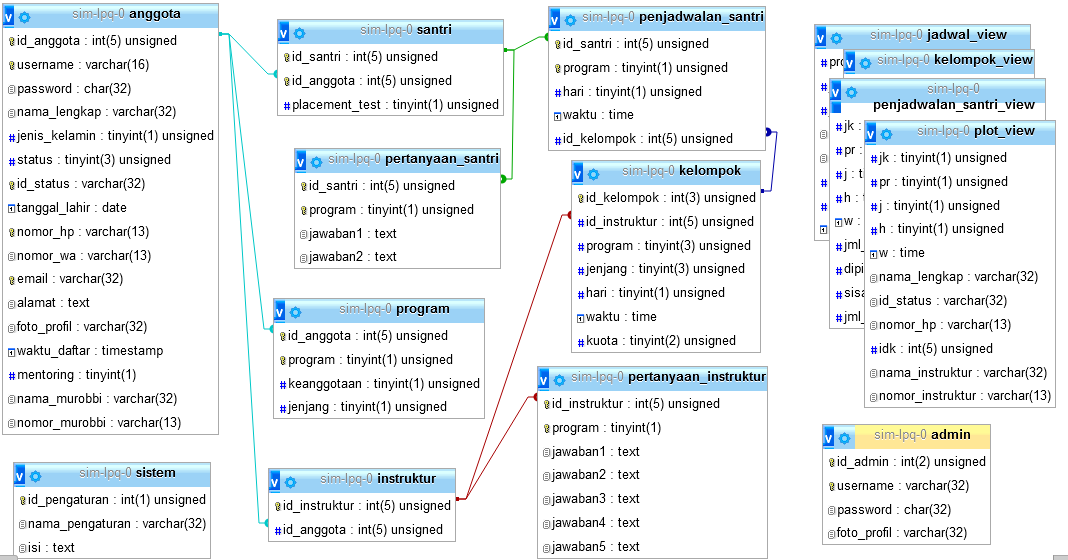 sim-lpq-0 anggota
id_anggota : int(5) unsigned
username : varchar(16)
password : char(32)
nama_lengkap : varchar(32)
jenis_kelamin : tinyint(1) unsigned
status : tinyint(3) unsigned
id_status : varchar(32)
tanggal_lahir : date
nomor_hp : varchar(13)
nomor_wa : varchar(13)
email : varchar(32)
alamat : text
foto_profil : varchar(32)
waktu_daftar : timestamp
mentoring : tinyint(1)
nama_murobbi : varchar(32)
nomor_murobbi : varchar(13)
sim-lpq-0 sistem
id_pengaturan : int(1) unsigned
nama_pengaturan : varchar(32)
isi : text
sim-lpq-0 santri
id_santri : int(5) unsigned
id_anggota : int(5) unsigned
placement_test : tinyint(1) unsigned
sim-lpq-0 pertanyaan_santri
id_santri : int(5) unsigned
program : tinyint(1) unsigned
jawaban1 : text
jawaban2 : text
sim-lpq-0 program
id_anggota : int(5) unsigned
program : tinyint(1) unsigned
keanggotaan : tinyint(1) unsigned
jenjang : tinyint(1) unsigned
sim-lpq-0 instruktur
id_instruktur : int(5) unsigned
id_anggota : int(5) unsigned
sim-lpq-0 penjadwalan_santri
id_santri : int(5) unsigned
program : tinyint(1) unsigned
hari : tinyint(1) unsigned
waktu : time
id_kelompok : int(5) unsigned
sim-lpq-0 kelompok
id_kelompok : int(3) unsigned
id_instruktur : int(5) unsigned
program : tinyint(3) unsigned
jenjang : tinyint(3) unsigned
hari : tinyint(1) unsigned
waktu : time
kuota : tinyint(2) unsigned
sim-lpq-0 pertanyaan_instruktur
id_instruktur : int(5) unsigned
program : tinyint(1)
jawaban1 : text
jawaban2 : text
jawaban3 : text
jawaban4 : text
jawaban5 : text
sim-lpq-0 jadwal_view
sim-lpq-0 kelompok_view
sim-lpq-0
penjadwalan_santri_view
jk :
pr :
j : t
h : t
w :
jml_
dipi
sisa
jml_
sim-lpq-0 plot_view
jk : tinyint(1) unsigned
pr : tinyint(1) unsigned
j : tinyint(1) unsigned
h : tinyint(1) unsigned
w : time
nama_lengkap : varchar(32)
id_status : varchar(32)
nomor_hp : varchar(13)
idk : int(5) unsigned
nama_instruktur : varchar(32)
nomor_instruktur : varchar(13)
sim-lpq-0 admin
id_admin : int(2) unsigned
username : varchar(32)
password : char(32)
foto_profil : varchar(32)